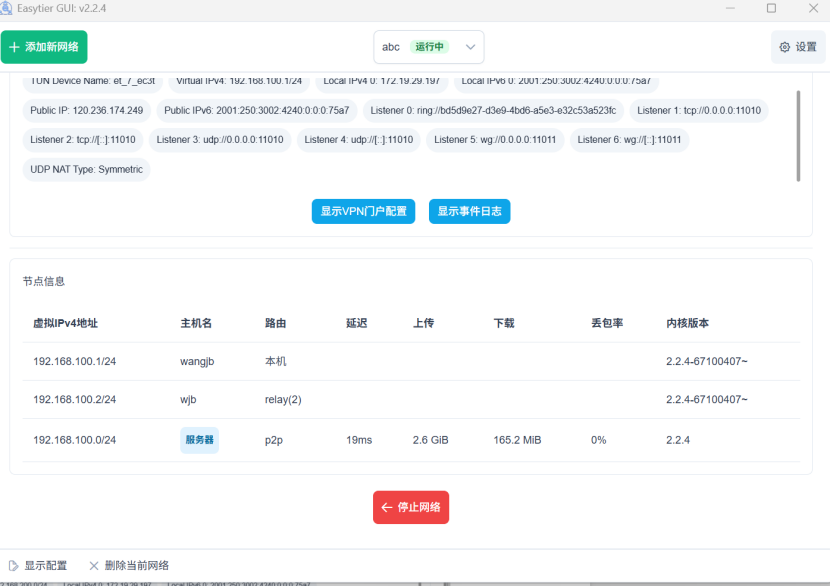 Easytier GUI: v2.2.4
+ 添加新网络 abc 运行中 设置
TUN Device Name: et_7_ec3t Virtual IPv4: 192.168.100.1/24 Local IPv4 0: 172.19.29.197 Local IPv6 0: 2001:250:3002:4240:0:0:0:75a7
Public IP: 120.236.174.249 Public IPv6: 2001:250:3002:4240:0:0:0:75a7 Listener 0: ring://bd5d9e27-d3e9-4bd6-a5e3-e32c53a523fc Listener 1: tcp://0.0.0.0:11010
Listener 2: tcp://[::]:11010 Listener 3: udp://0.0.0.0:11010 Listener 4: udp://[::]:11010 Listener 5: wg://0.0.0.0:11011 Listener 6: wg://[::]:11011
UDP NAT Type: Symmetric
显示VPN门户配置 显示事件日志
节点信息
虚拟IPv4地址 主机名 路由 延迟 上传 下载 丢包率 内核版本
192.168.100.1/24 wangjb 本机 2.2.4-67100407~
192.168.100.2/24 wjb relay(2) 2.2.4-67100407~
192.168.100.0/24 服务器 p2p 19ms 2.6 GiB 165.2 MiB 0% 2.2.4
停止网络
显示配置 删除当前网络